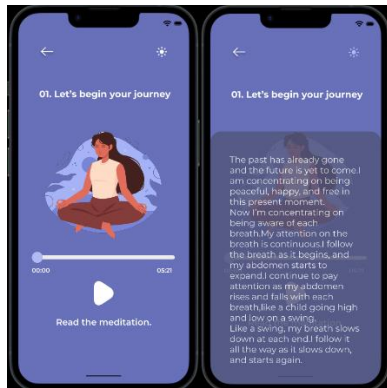 01. Let's begin your journey
00:00
05:21
Read the meditation.
01. Let's begin your journey
The past has already gone
and the future is yet to come.I
am concentrating on being
peaceful, happy, and free in
this present moment.
Now I'm concentrating on
being aware of each
breath.My attention on the
breath is continuous.I follow
the breath as it begins, and
my abdomen starts to
expand.I continue to pay
attention as my abdomen
rises and falls with each
breath,like a child going high
and low on a swing.
Like a swing, my breath slows
down at each end.I follow it
all the way as it slows down,
and starts again.